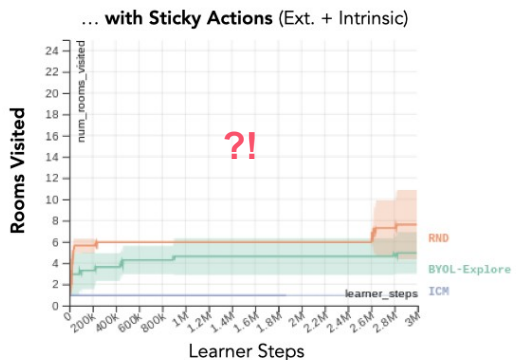 ... with Sticky Actions (Ext. + Intrinsic)
Rooms Visited
num_rooms_visited
24
22
20
18
16
14
12
10
8
6
4
2
0
?!
RND
BYOL-Explore
ICM
learner_steps
0
200k
400k
600k
800k
1M
1.2M
1.4M
1.6M
1.8M
2M
2.2M
2.4M
2.6M
2.8M
3M
Learner Steps